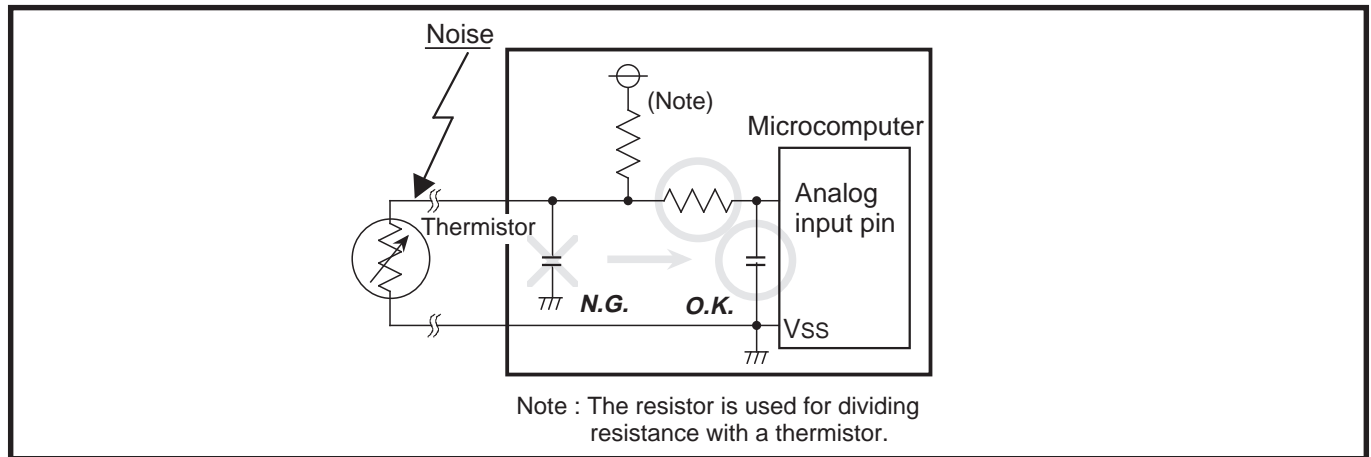 Noise
(Note)
Microcomputer
Analog
input pin
Thermistor
N.G.
O.K.
VSS
Note : The resistor is used for dividing
resistance with a thermistor.